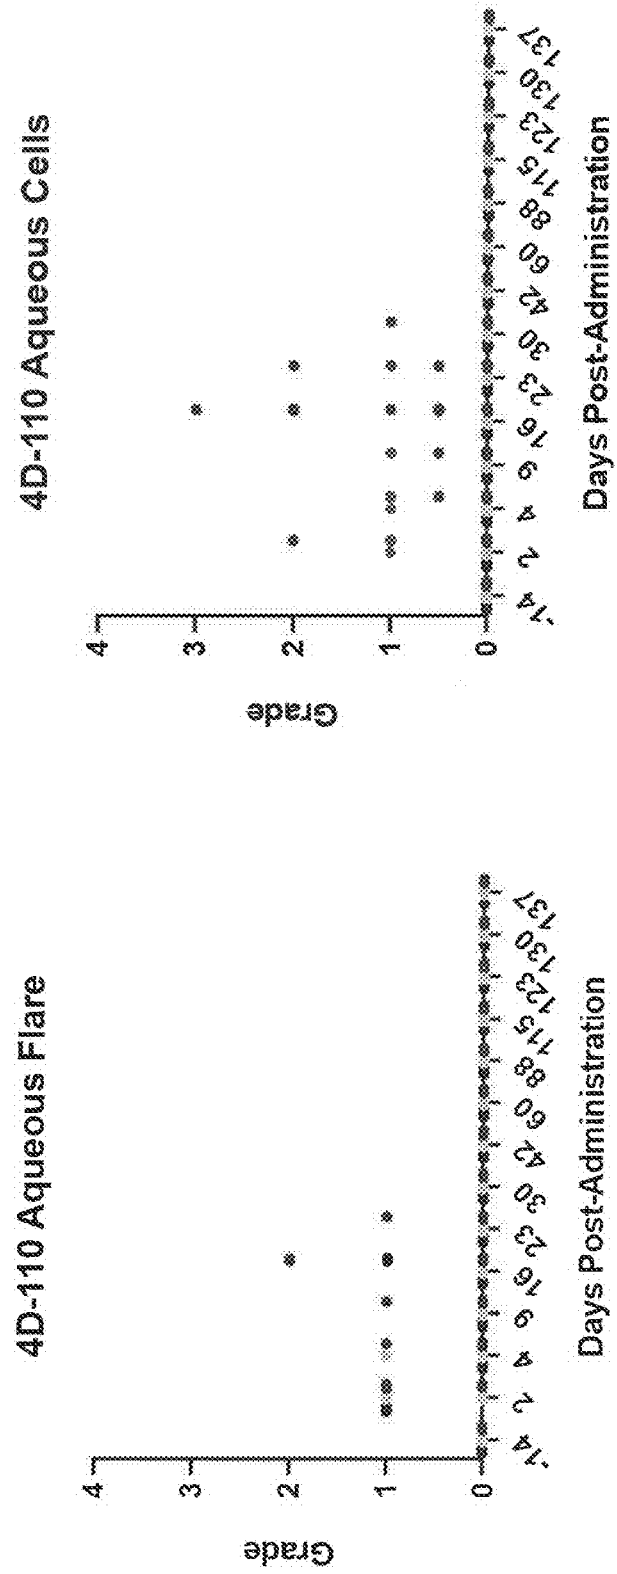 4D-110 Aqueous Flare
Grade
4
3
2
1
0
-14 2 4 9 16 23 30 42 60 88 115 123 130 137
Days Post-Administration
4D-110 Aqueous Cells
Grade
4
3
2
1
0
-14 2 4 9 16 23 30 42 60 88 115 123 130 137
Days Post-Administration